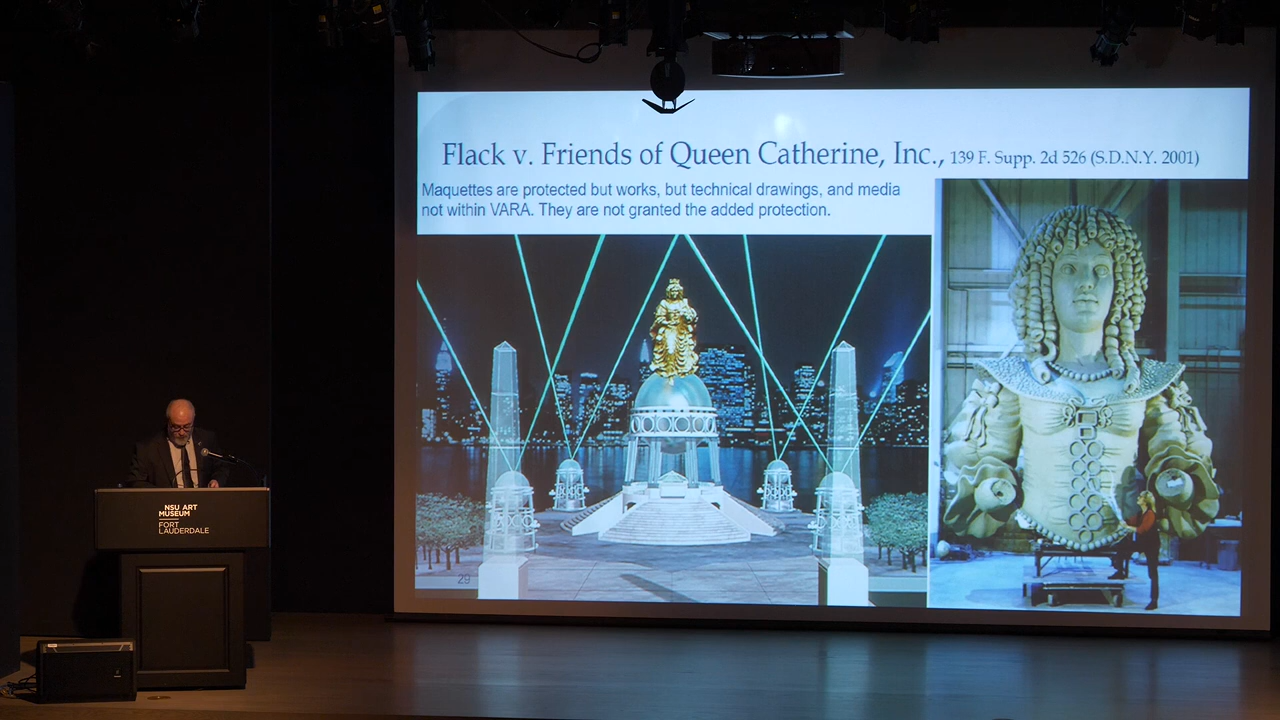 Flack v. Friends of Queen Catherine, Inc., 139 F. Supp. 2d 526 (S.D.N.Y. 2001)
Maquettes are protected but works, but technical drawings, and media
not within VARA. They are not granted the added protection.
29
NSU ART
MUSEUM
FORT
LAUDERDALE